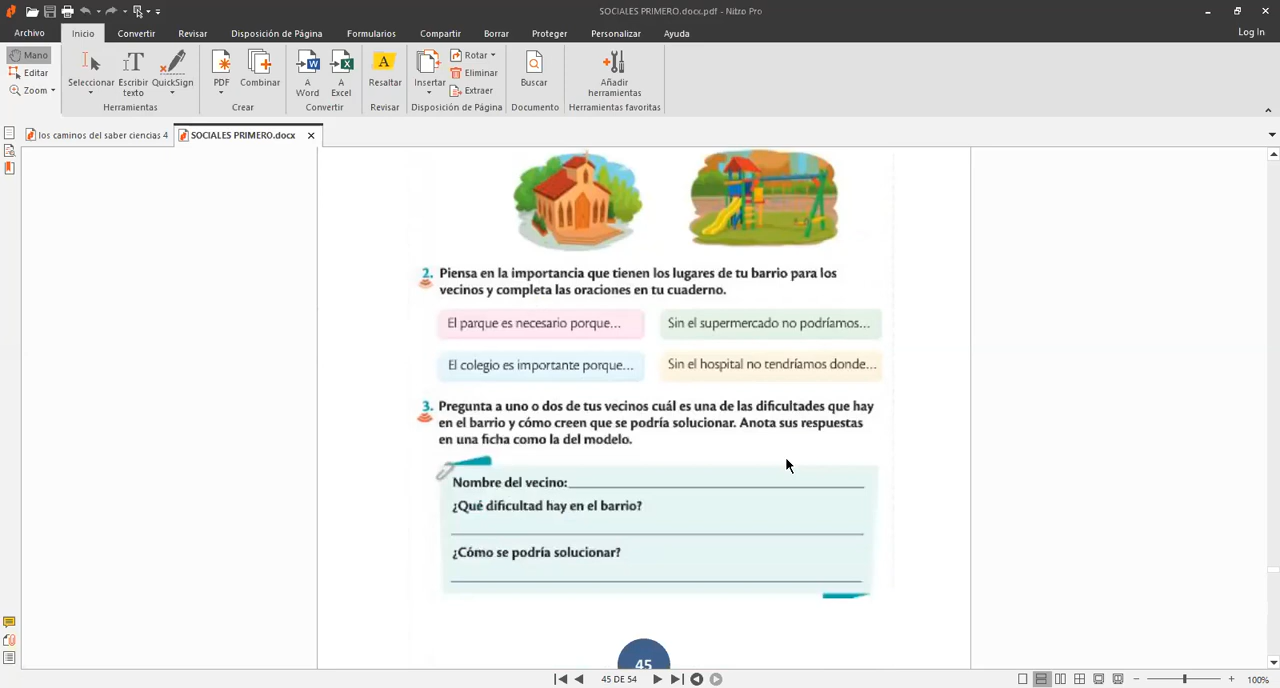 SOCIALES PRIMERO.docx.pdf - Nitro Pro
Archivo Inicio Convertir Revisar Disposición de Página Formularios Compartir Borrar Proteger Personalizar Ayuda Log In
Mano
Editar
Zoom
Seleccionar
Escribir texto
QuickSign
Herramientas
PDF
Combinar
Crear
A Word
A Excel
Convertir
Resaltar
Revisar
Insertar
Rotar
Eliminar
Extraer
Disposición de Página
Buscar
Documento
Añadir herramientas
Herramientas favoritas
los caminos del saber ciencias 4
SOCIALES PRIMERO.docx
2. Piensa en la importancia que tienen los lugares de tu barrio para los
vecinos y completa las oraciones en tu cuaderno.
El parque es necesario porque...
Sin el supermercado no podríamos...
El colegio es importante porque...
Sin el hospital no tendríamos donde...
3. Pregunta a uno o dos de tus vecinos cuál es una de las dificultades que hay
en el barrio y cómo creen que se podría solucionar. Anota sus respuestas
en una ficha como la del modelo.
Nombre del vecino:
¿Qué dificultad hay en el barrio?
¿Cómo se podría solucionar?
45
45 DE 54
100%